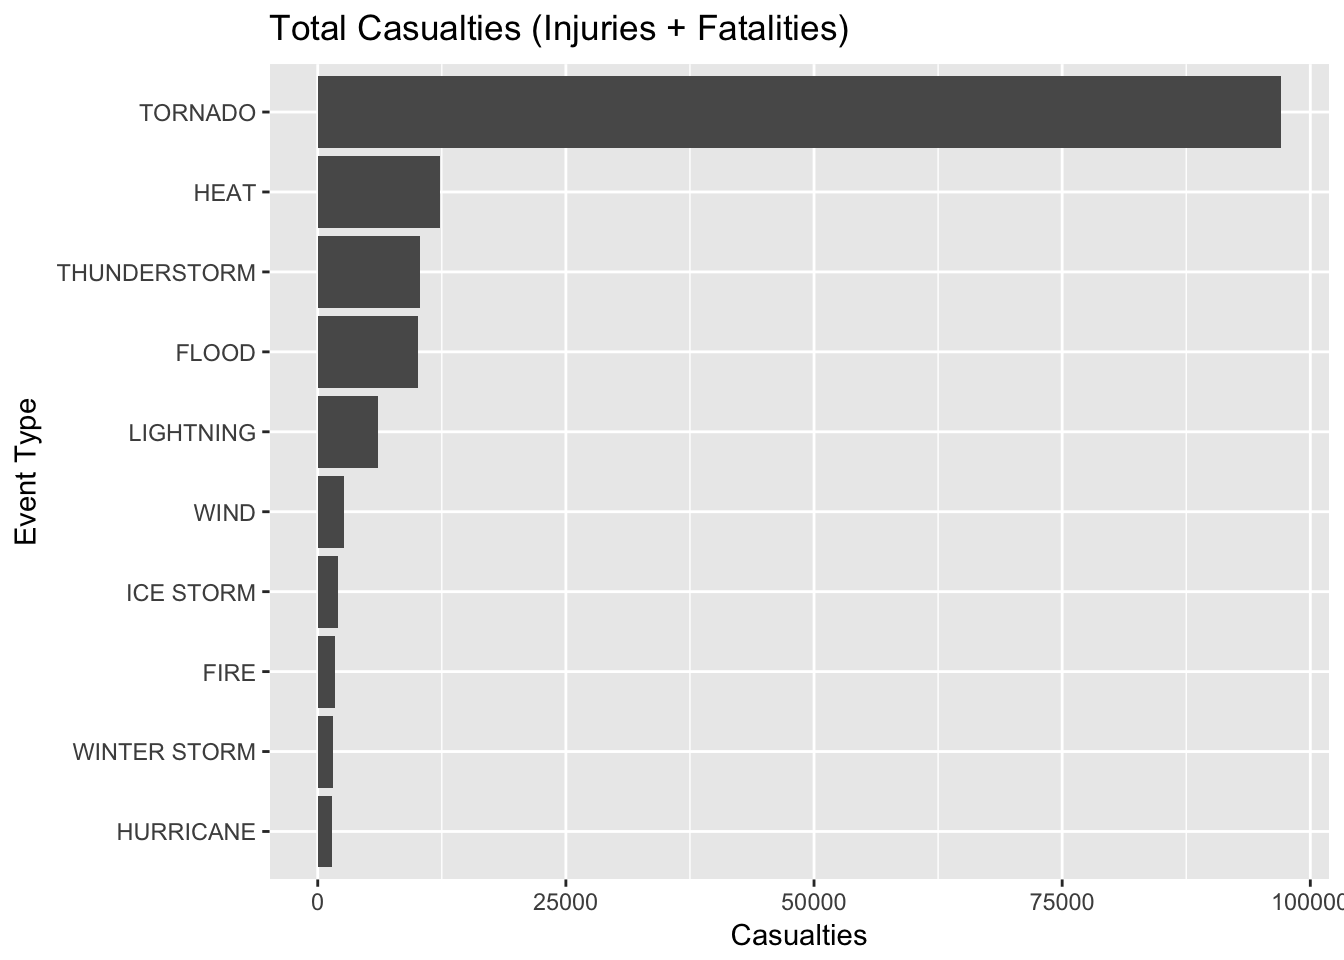 Total Casualties (Injuries + Fatalities)
TORNADO
HEAT
THUNDERSTORM
FLOOD
LIGHTNING
WIND
ICE STORM
FIRE
WINTER STORM
HURRICANE
Event Type
0 25000 50000 75000 100000
Casualties